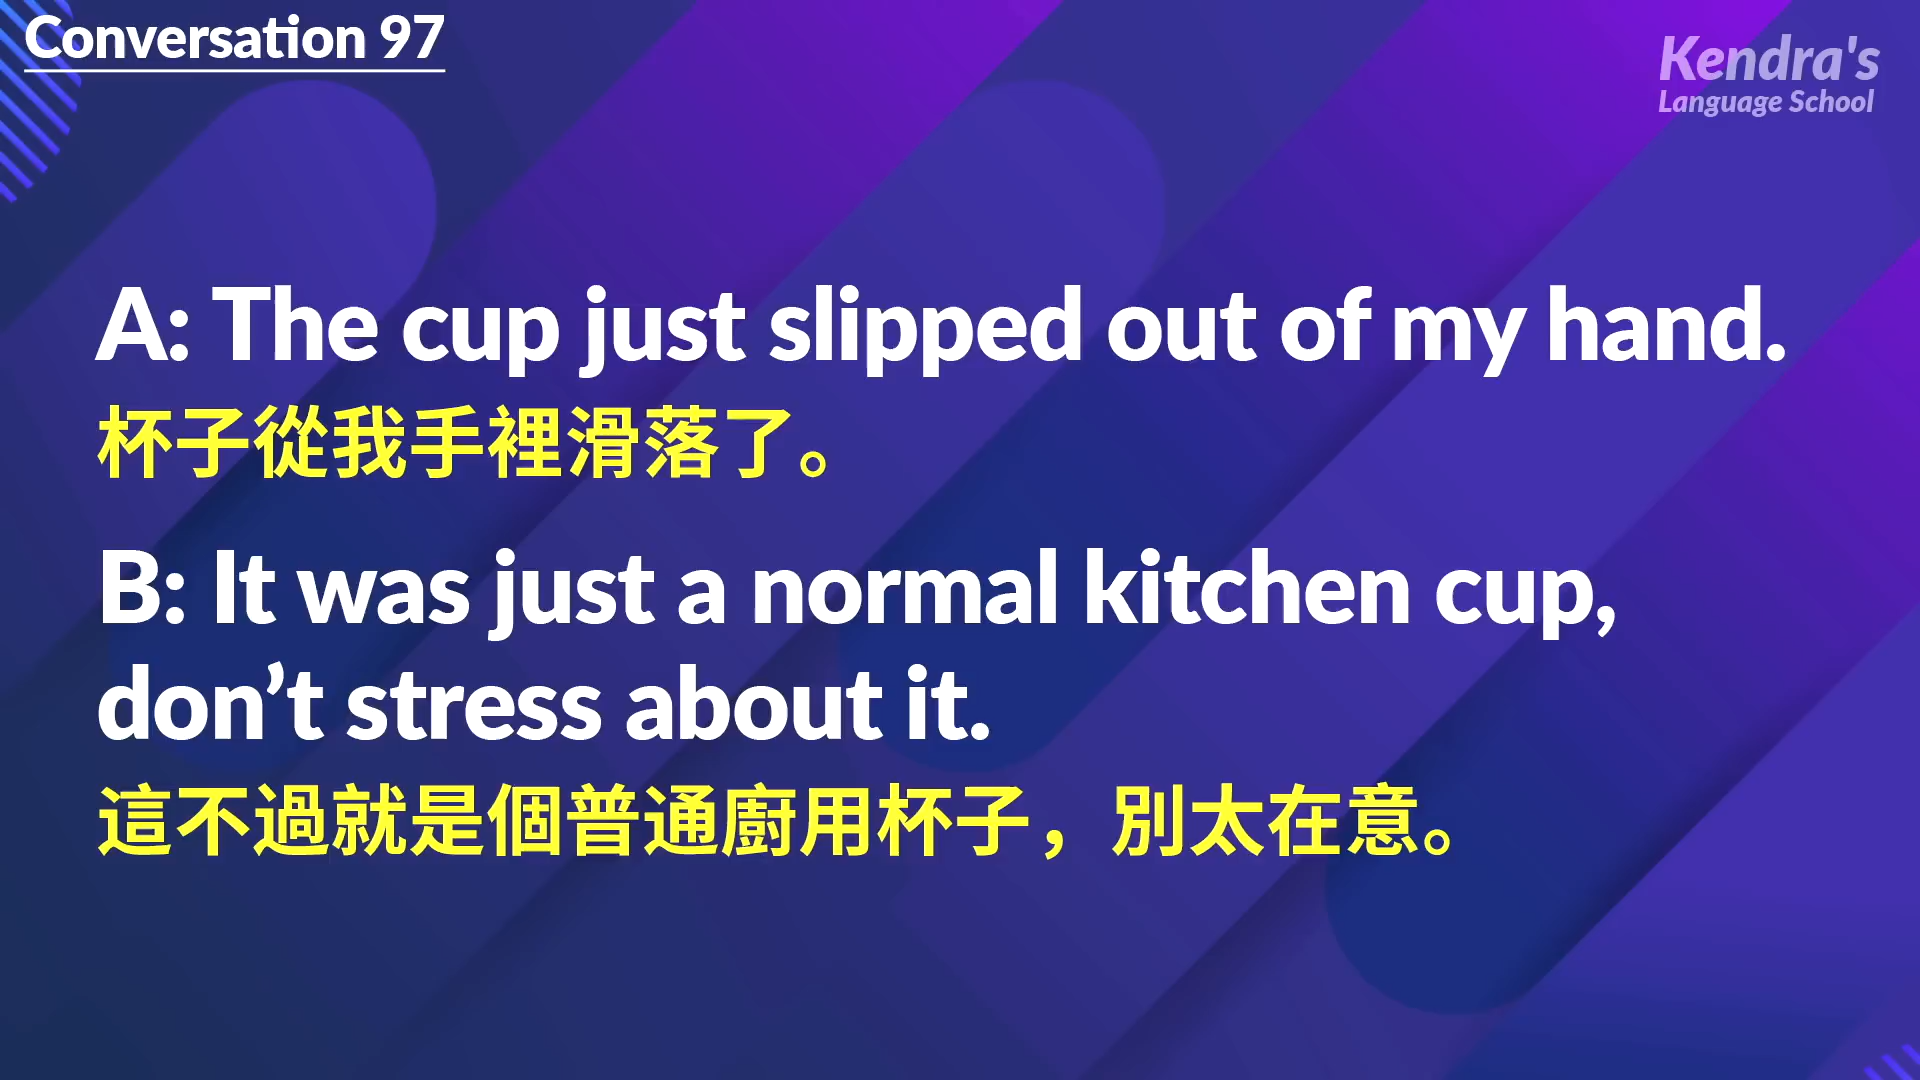 Conversation 97
Kendra's
Language School
A: The cup just slipped out of my hand.
杯子從我手裡滑落了。
B: It was just a normal kitchen cup,
don’t stress about it.
這不過就是個普通廚用杯子，別太在意。